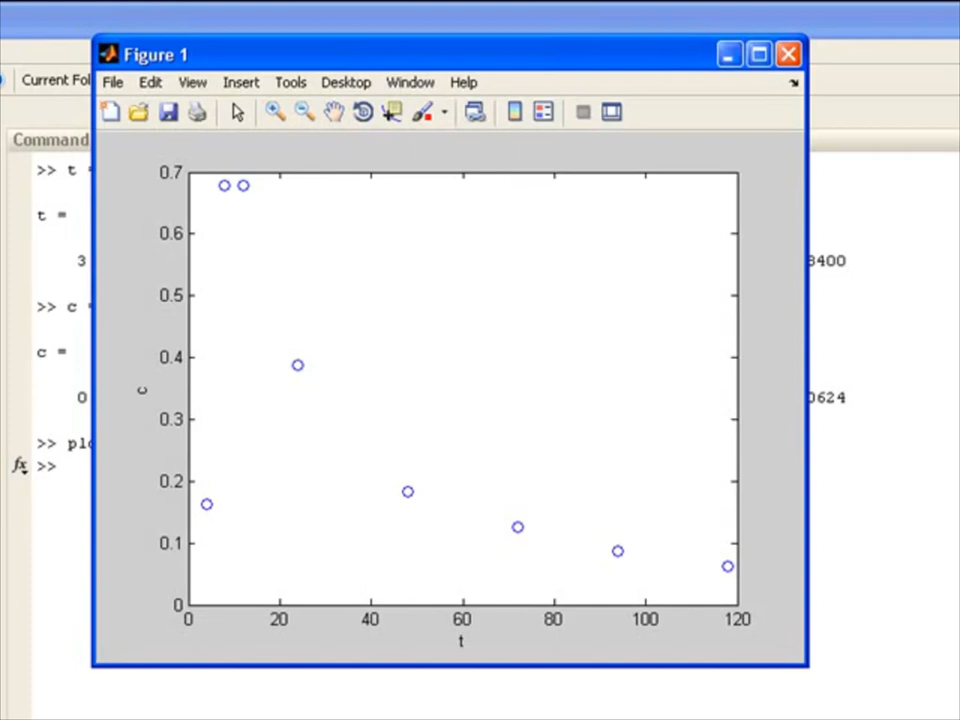 Figure 1
File Edit View Insert Tools Desktop Window Help
Current Fol
Command
>> t =
t =
3 8400
>> c =
c =
0 0624
>> plo
fx >>
0.7
0.6
0.5
0.4
0.3
0.2
0.1
0
c
0 20 40 60 80 100 120
t